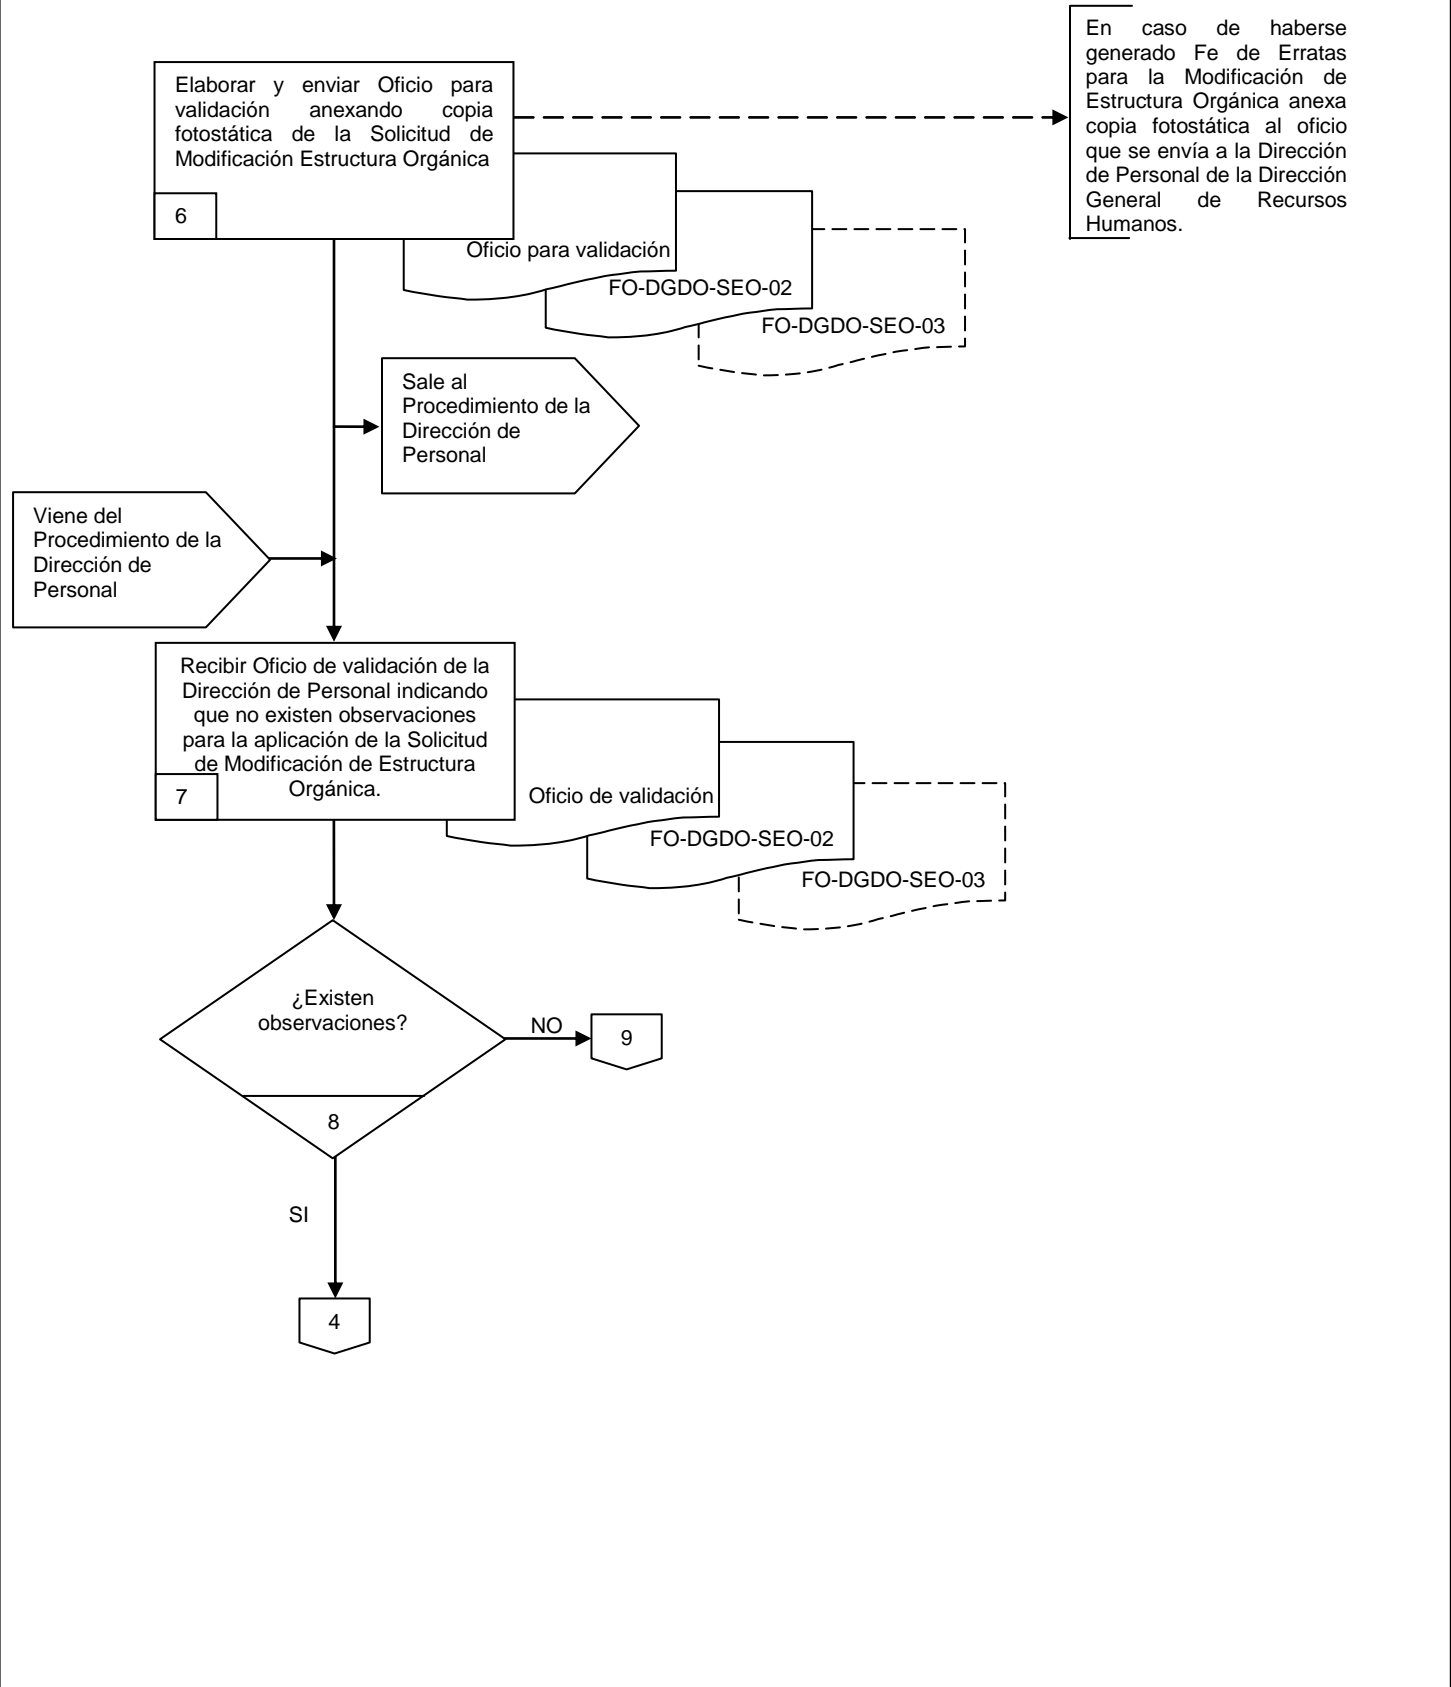 En caso de haberse
generado Fe de Erratas
para la Modificación de
Estructura Orgánica anexa
copia fotostática al oficio
que se envía a la Dirección
de Personal de la Dirección
General de Recursos
Humanos.
Elaborar y enviar Oficio para
validación anexando copia
fotostática de la Solicitud de
Modificación Estructura Orgánica
6
Oficio para validación
FO-DGDO-SEO-02
FO-DGDO-SEO-03
Sale al
Procedimiento de la
Dirección de
Personal
Viene del
Procedimiento de la
Dirección de
Personal
Recibir Oficio de validación de la
Dirección de Personal indicando
que no existen observaciones
para la aplicación de la Solicitud
de Modificación de Estructura
Orgánica.
7
Oficio de validación
FO-DGDO-SEO-02
FO-DGDO-SEO-03
¿Existen
observaciones?
8
NO
9
SI
4